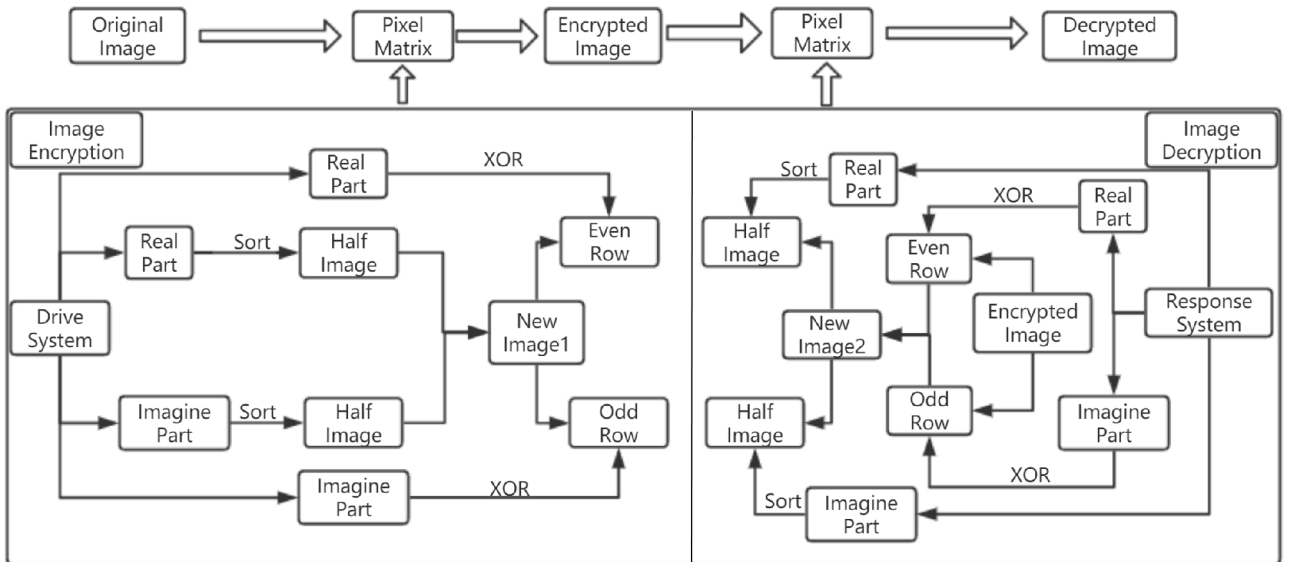 Original
Image
Pixel
Matrix
Encrypted
Image
Pixel
Matrix
Decrypted
Image
Image
Encryption
Real
Part
XOR
Even
Row
Real
Part
Sort
Half
Image
Drive
System
New
Image1
Imagine
Part
Sort
Half
Image
Odd
Row
Imagine
Part
XOR
Image
Decryption
Sort
Real
Part
XOR
Real
Part
Half
Image
Even
Row
Encrypted
Image
Response
System
New
Image2
Half
Image
Odd
Row
Imagine
Part
XOR
Sort
Imagine
Part